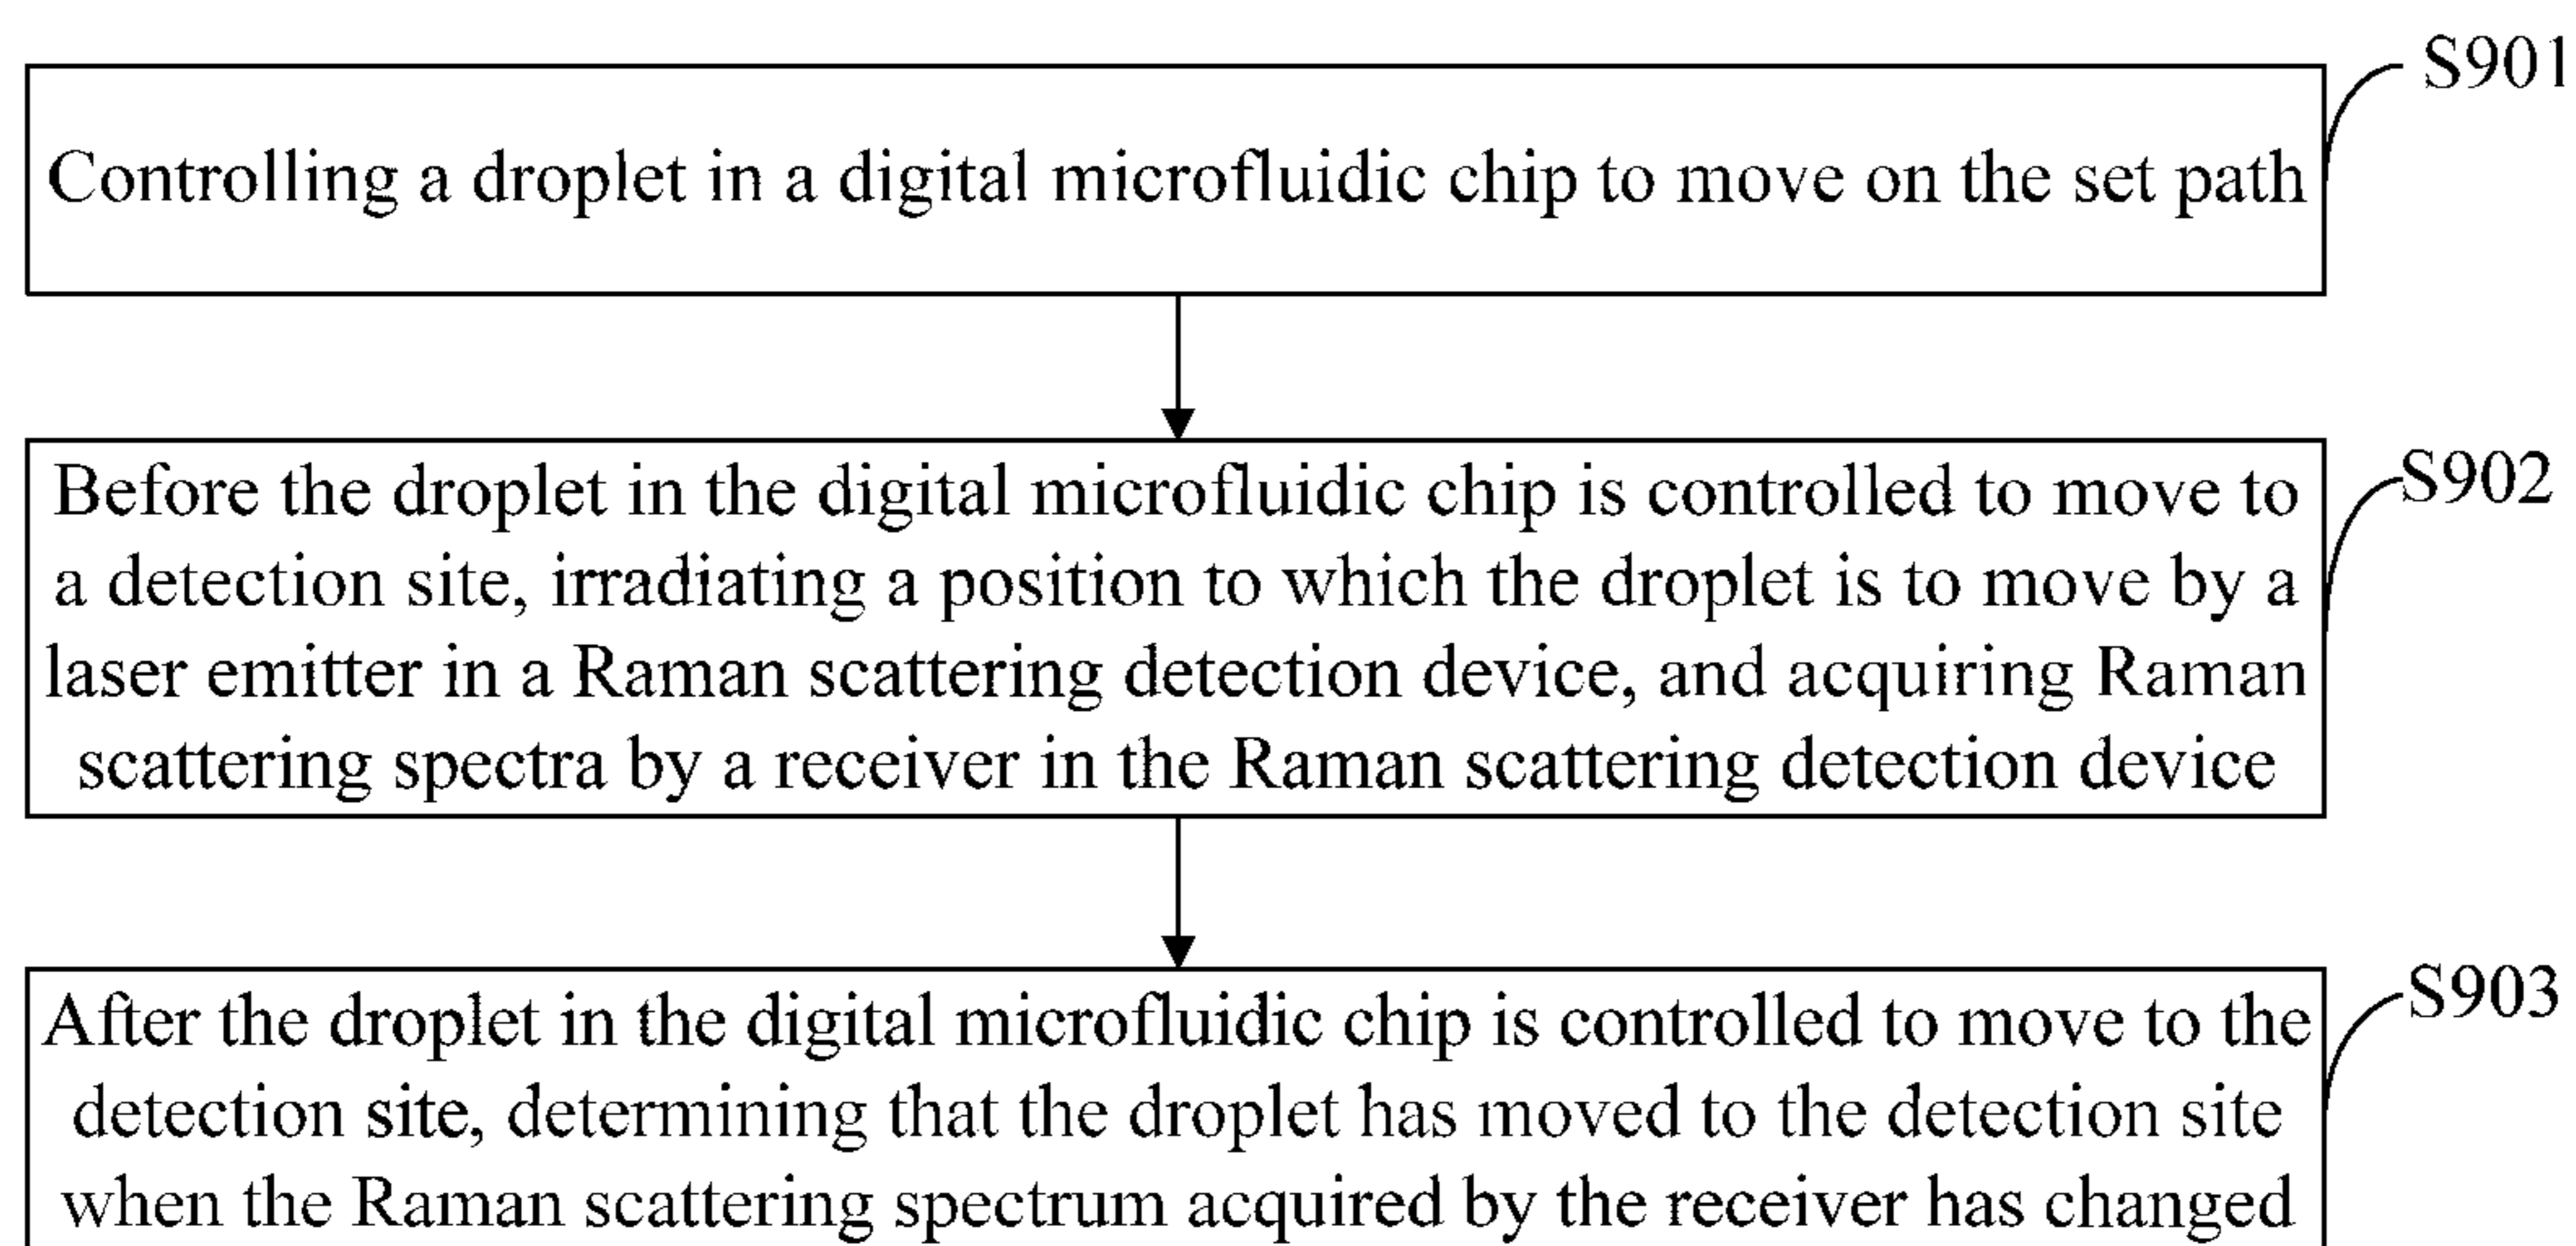 S901
Controlling a droplet in a digital microfluidic chip to move on the set path
S902
Before the droplet in the digital microfluidic chip is controlled to move to
a detection site, irradiating a position to which the droplet is to move by a
laser emitter in a Raman scattering detection device, and acquiring Raman
scattering spectra by a receiver in the Raman scattering detection device
S903
After the droplet in the digital microfluidic chip is controlled to move to the
detection site, determining that the droplet has moved to the detection site
when the Raman scattering spectrum acquired by the receiver has changed